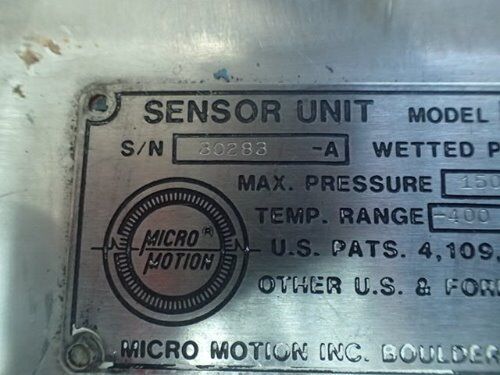 SENSOR UNIT MODEL
S/N 30283 -A WETTED P
MAX. PRESSURE 150
TEMP. RANGE -400
MICRO MOTION ®
U.S. PATS. 4,109,
OTHER U.S. & FOR
MICRO MOTION INC. BOULDER